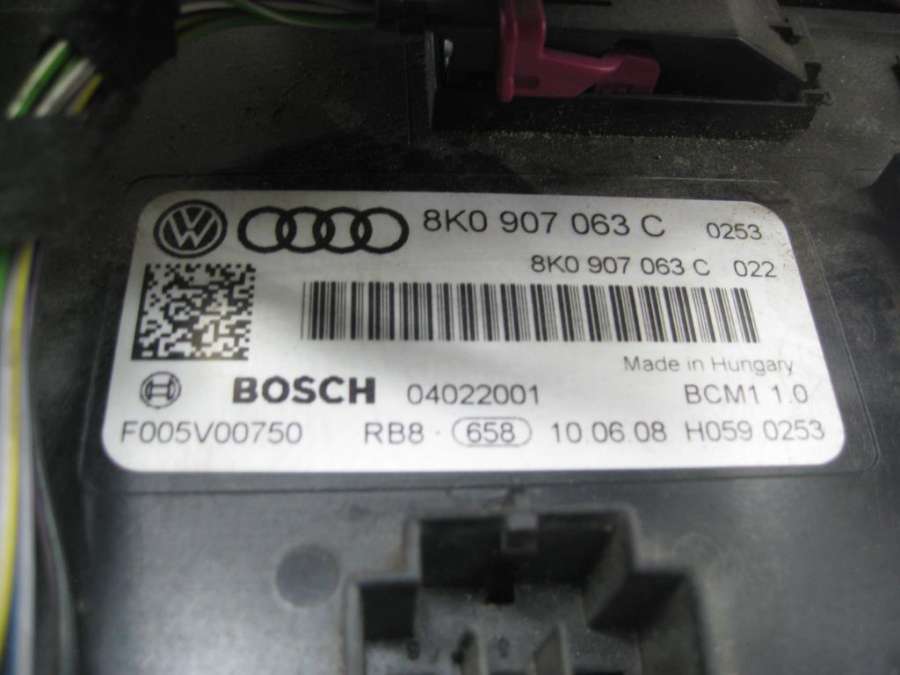 8K0 907 063 C 0253
8K0 907 063 C 022
Made in Hungary
BOSCH 04022001 BCM1 1.0
F005V00750 RB8 · 658 10.06.08 H059 0253